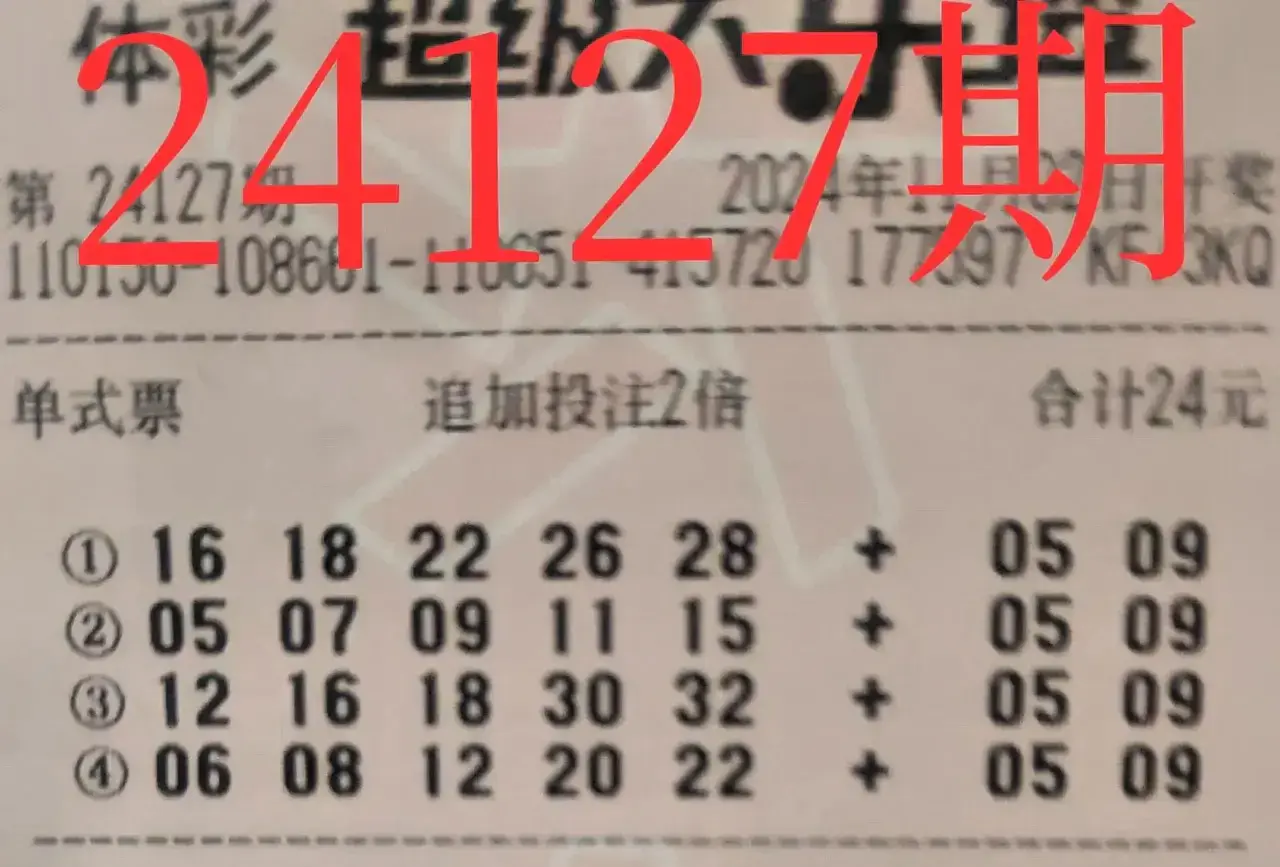 体彩 超级大乐透
24127期
第 24127期 2024年11月02日开奖
110150-108661-110651 415720 177397 KF 3KQ
单式票 追加投注2倍 合计24元
① 16 18 22 26 28 + 05 09
② 05 07 09 11 15 + 05 09
③ 12 16 18 30 32 + 05 09
④ 06 08 12 20 22 + 05 09